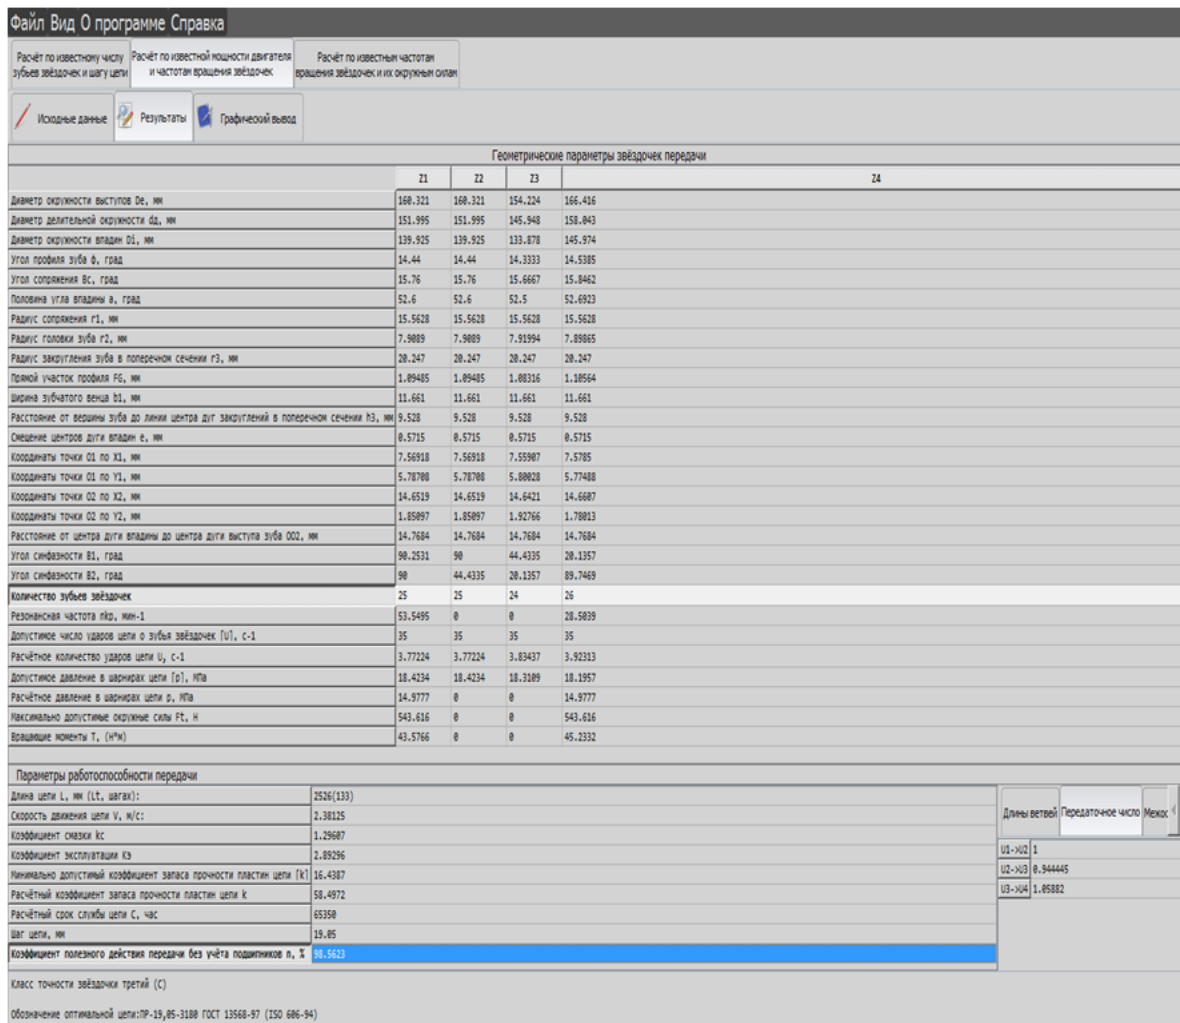 Файл Вид О программе Справка
Расчёт по известному числу зубьев звёздочек и шагу цепи
Расчёт по известной мощности двигателя и частотам вращения звёздочек
Расчёт по известным частотам вращения звёздочек и их окружным силам
Исходные данные Результаты Графический вывод
Геометрические параметры звёздочек передачи
Z1 Z2 Z3 Z4
Диаметр окружности выступов De, мм 160.321 160.321 154.224 166.416
Диаметр делительной окружности dд, мм 151.995 151.995 145.948 158.043
Диаметр окружности впадин Di, мм 139.925 139.925 133.878 145.974
Угол профиля зуба ф, град 14.44 14.44 14.3333 14.5385
Угол сопряжения Вс, град 15.76 15.76 15.6667 15.8462
Половина угла впадины a, град 52.6 52.6 52.5 52.6923
Радиус сопряжения r1, мм 15.5628 15.5628 15.5628 15.5628
Радиус головки зуба r2, мм 7.9089 7.9089 7.91994 7.89865
Радиус закругления зуба в поперечном сечении r3, мм 20.247 20.247 20.247 20.247
Прямой участок профиля FG, мм 1.09485 1.09485 1.08316 1.10564
Ширина зубчатого венца b1, мм 11.661 11.661 11.661 11.661
Расстояние от вершины зуба до линии центра дуг закруглений в поперечном сечении h3, мм 9.528 9.528 9.528 9.528
Смещение центров дуги впадин e, мм 0.5715 0.5715 0.5715 0.5715
Координаты точки O1 по X1, мм 7.56918 7.56918 7.55907 7.5785
Координаты точки O1 по Y1, мм 5.78708 5.78708 5.80028 5.77488
Координаты точки O2 по X2, мм 14.6519 14.6519 14.6421 14.6607
Координаты точки O2 по Y2, мм 1.85097 1.85097 1.92766 1.78013
Расстояние от центра дуги впадины до центра дуги выступа зуба OO2, мм 14.7684 14.7684 14.7684 14.7684
Угол синфазности B1, град 90.2531 90 44.4335 20.1357
Угол синфазности B2, град 90 44.4335 20.1357 89.7469
Количество зубьев звёздочек 25 25 24 26
Резонансная частота nkp, мин-1 53.5495 0 0 28.5039
Допустимое число ударов цепи о зубья звёздочек [U], с-1 35 35 35 35
Расчётное количество ударов цепи U, с-1 3.77224 3.77224 3.83437 3.92313
Допустимое давление в шарнирах цепи [p], МПа 18.4234 18.4234 18.3109 18.1957
Расчётное давление в шарнирах цепи p, МПа 14.9777 0 0 14.9777
Максимально допустимые окружные силы Ft, Н 543.616 0 0 543.616
Вращающие моменты Т, (Н*м) 43.5766 0 0 45.2332
Параметры работоспособности передачи
Длина цепи L, мм (Lt, шагах): 2526(133)
Скорость движения цепи V, м/с: 2.38125
Коэффициент смазки kc 1.29607
Коэффициент эксплуатации Кэ 2.89296
Минимально допустимый коэффициент запаса прочности пластин цепи [k] 16.4387
Расчётный коэффициент запаса прочности пластин цепи k 58.4972
Расчётный срок службы цепи С, час 65350
Шаг цепи, мм 19.05
Коэффициент полезного действия передачи без учёта подшипников n, % 98.5623
Длины ветвей Передаточное число Межос
U1->U2 1
U2->U3 0.944445
U3->U4 1.05882
Класс точности звёздочки третий (С)
Обозначение оптимальной цепи:ПР-19,05-3180 ГОСТ 13568-97 (ISO 606-94)